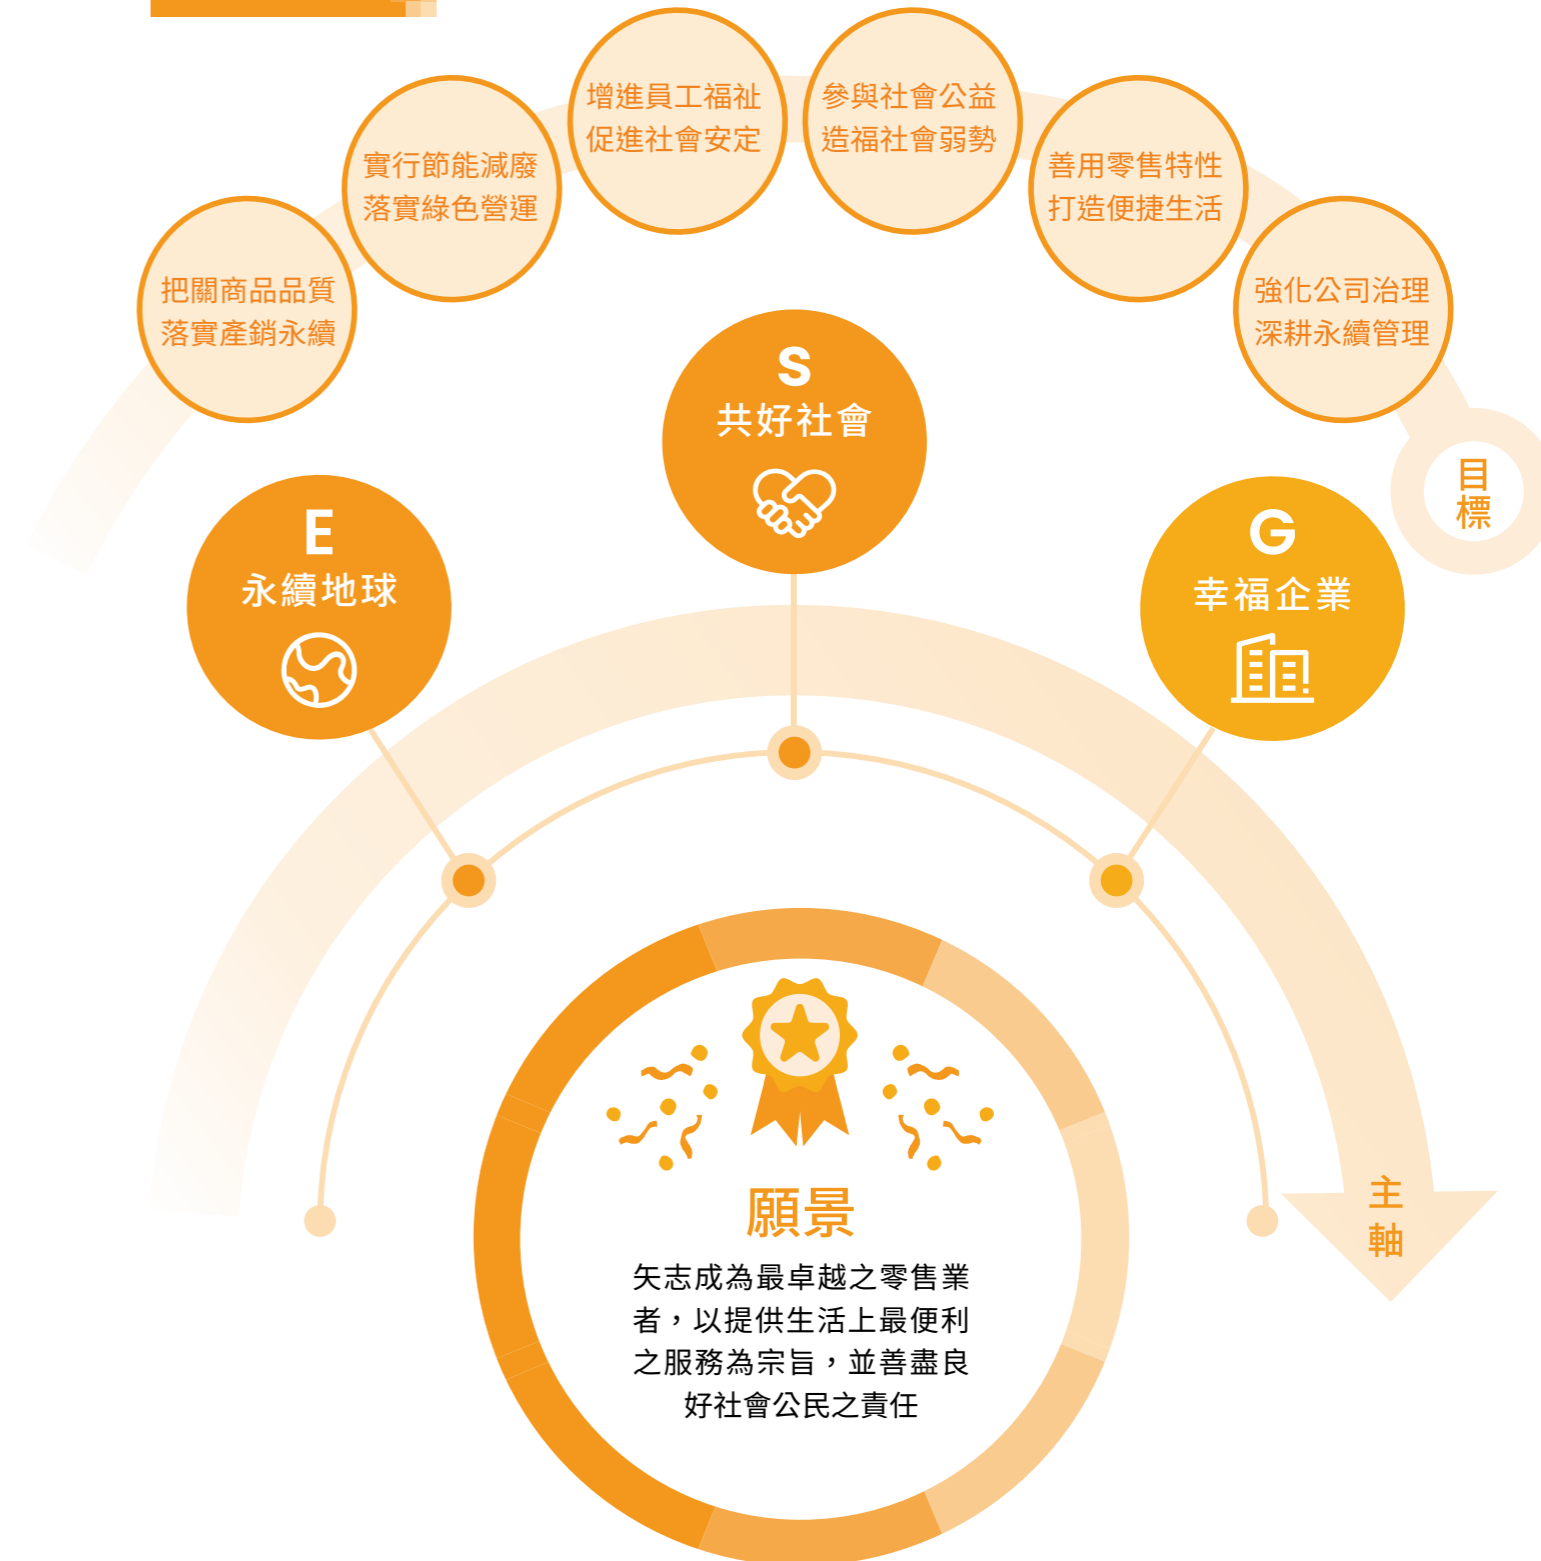 把關商品品質
落實產銷永續
實行節能減廢
落實綠色營運
增進員工福祉
促進社會安定
參與社會公益
造福社會弱勢
善用零售特性
打造便捷生活
強化公司治理
深耕永續管理
目
標
E
永續地球
S
共好社會
G
幸福企業
主
軸
願景
矢志成為最卓越之零售業
者，以提供生活上最便利
之服務為宗旨，並善盡良
好社會公民之責任